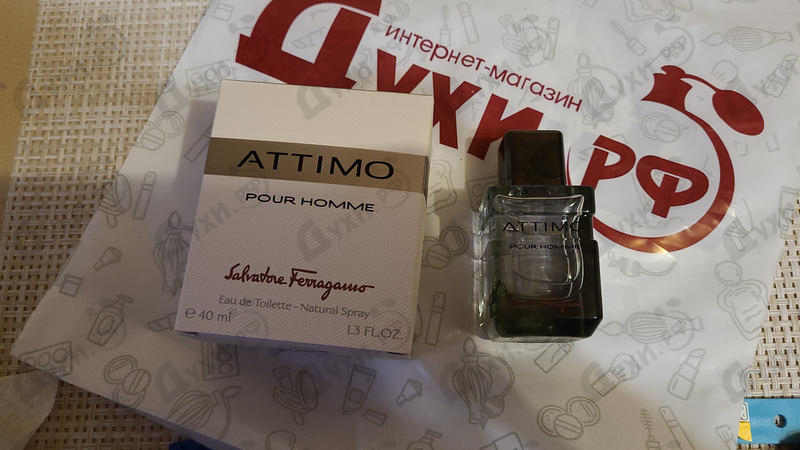 интернет-магазин
Духи.РФ
ATTIMO
POUR HOMME
Salvatore Ferragamo
Eau de Toilette - Natural Spray
℮ 40 ml
1.3 FL.OZ.
ATTIMO
POUR HOMME